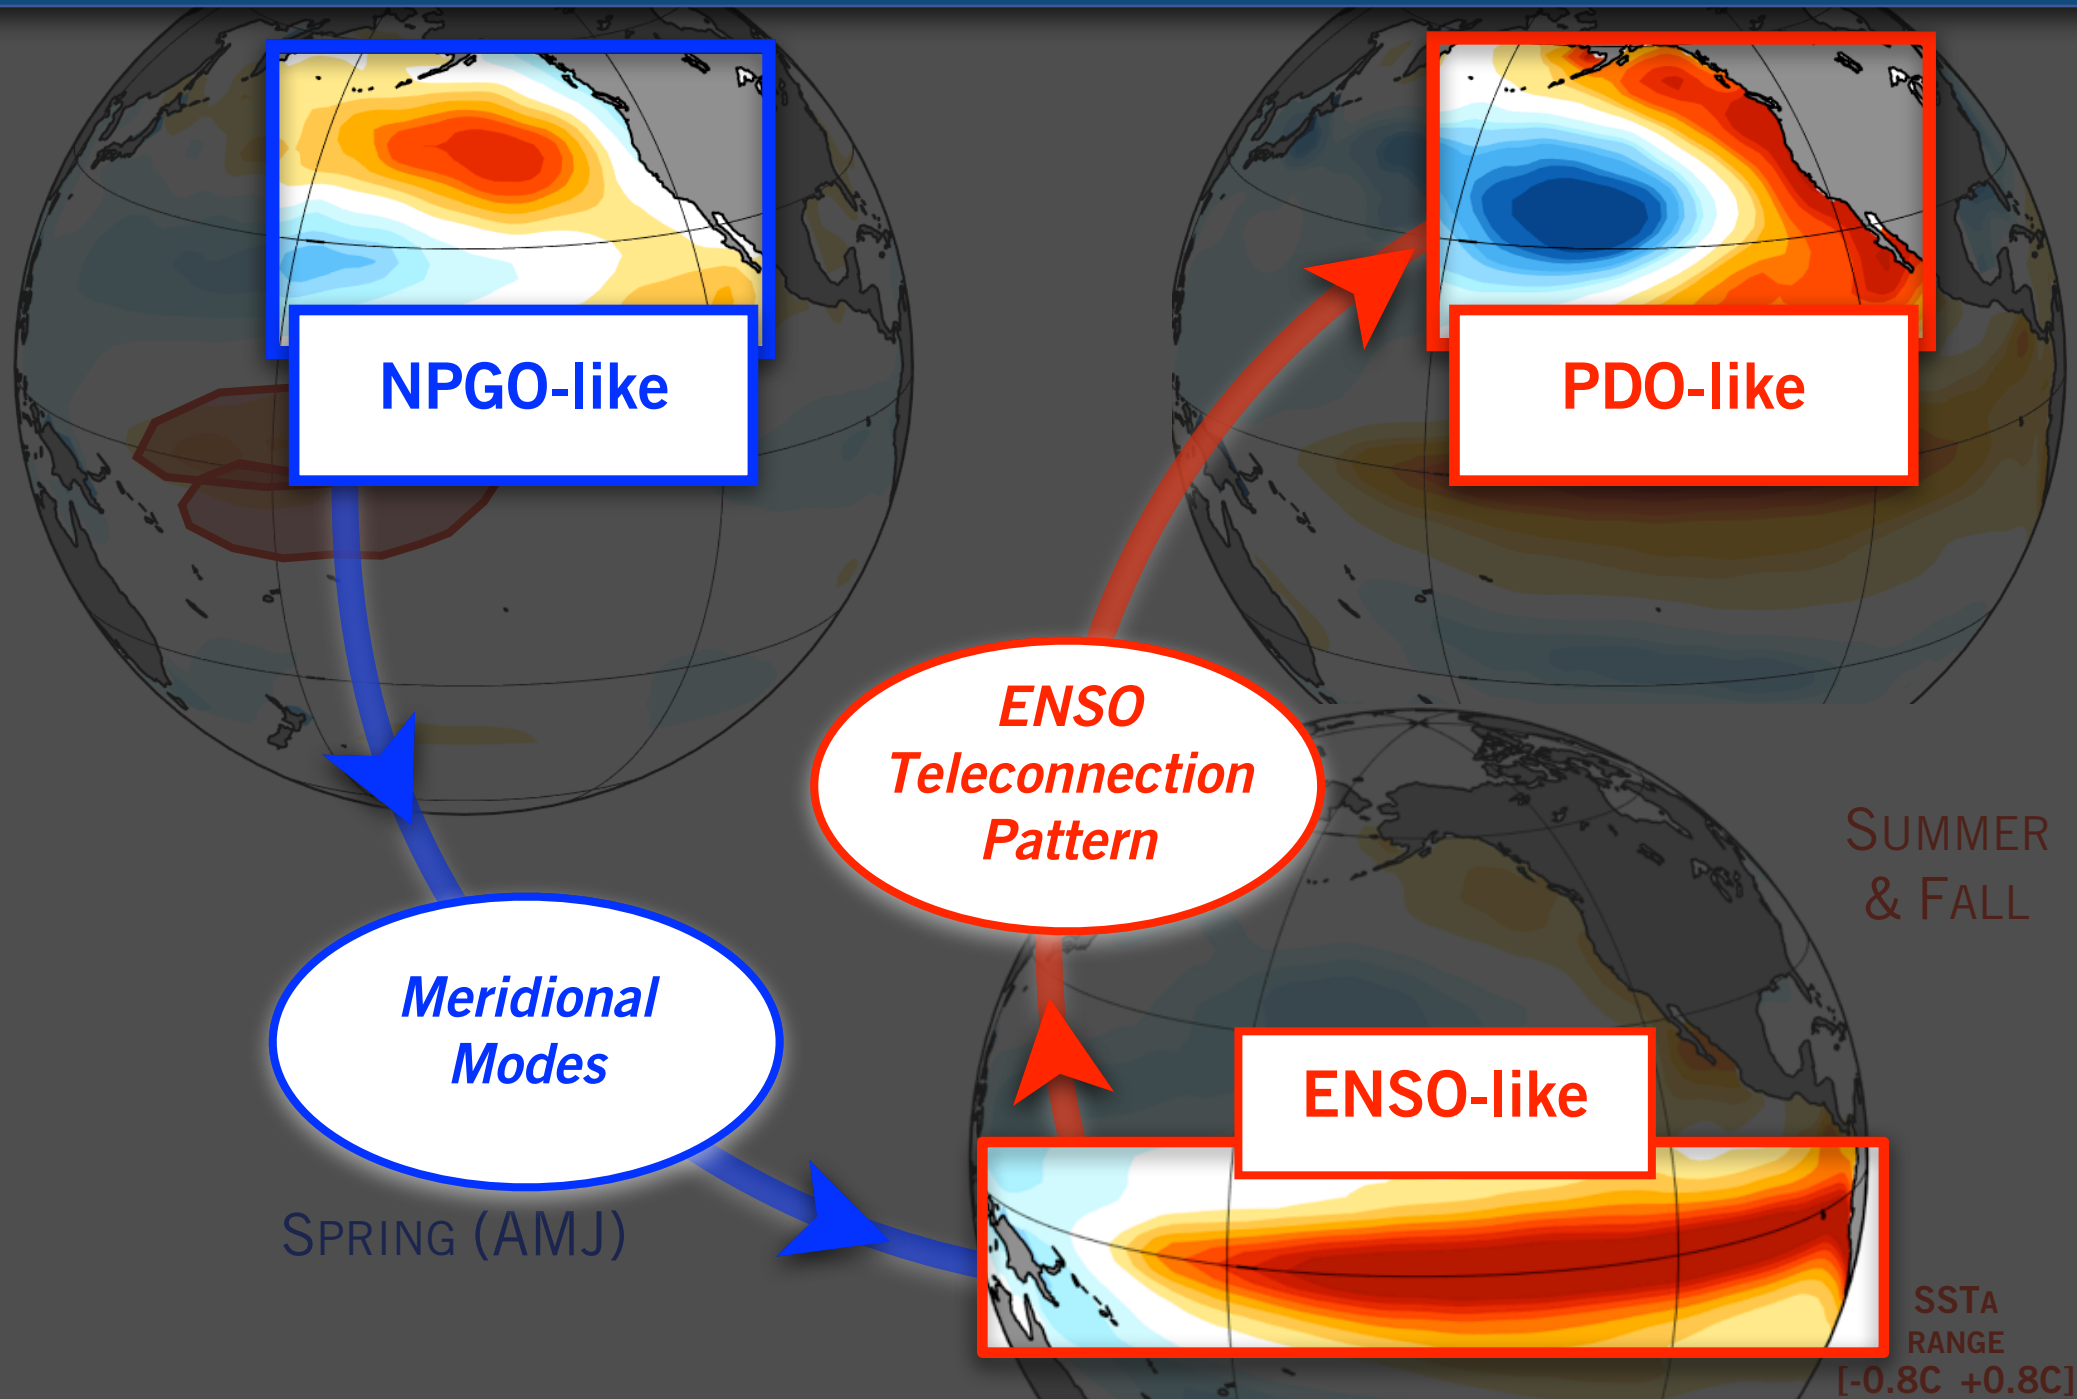 NPGO-like
PDO-like
ENSO
Teleconnection
Pattern
SUMMER
& FALL
Meridional
Modes
ENSO-like
SPRING (AMJ)
SSTA
RANGE
[-0.8C +0.8C]